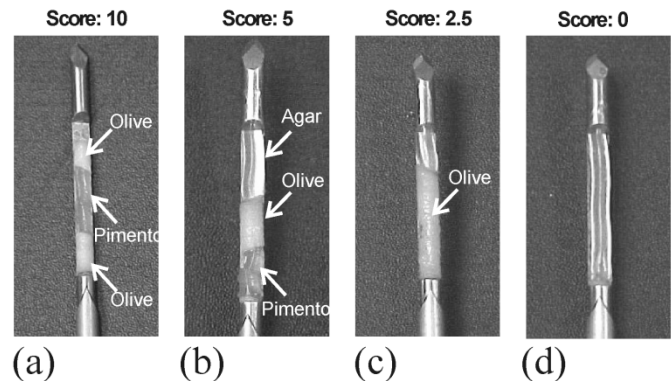 Score: 10
Score: 5
Score: 2.5
Score: 0
Olive
Pimento
Olive
Agar
Olive
Pimento
Olive
(a)
(b)
(c)
(d)